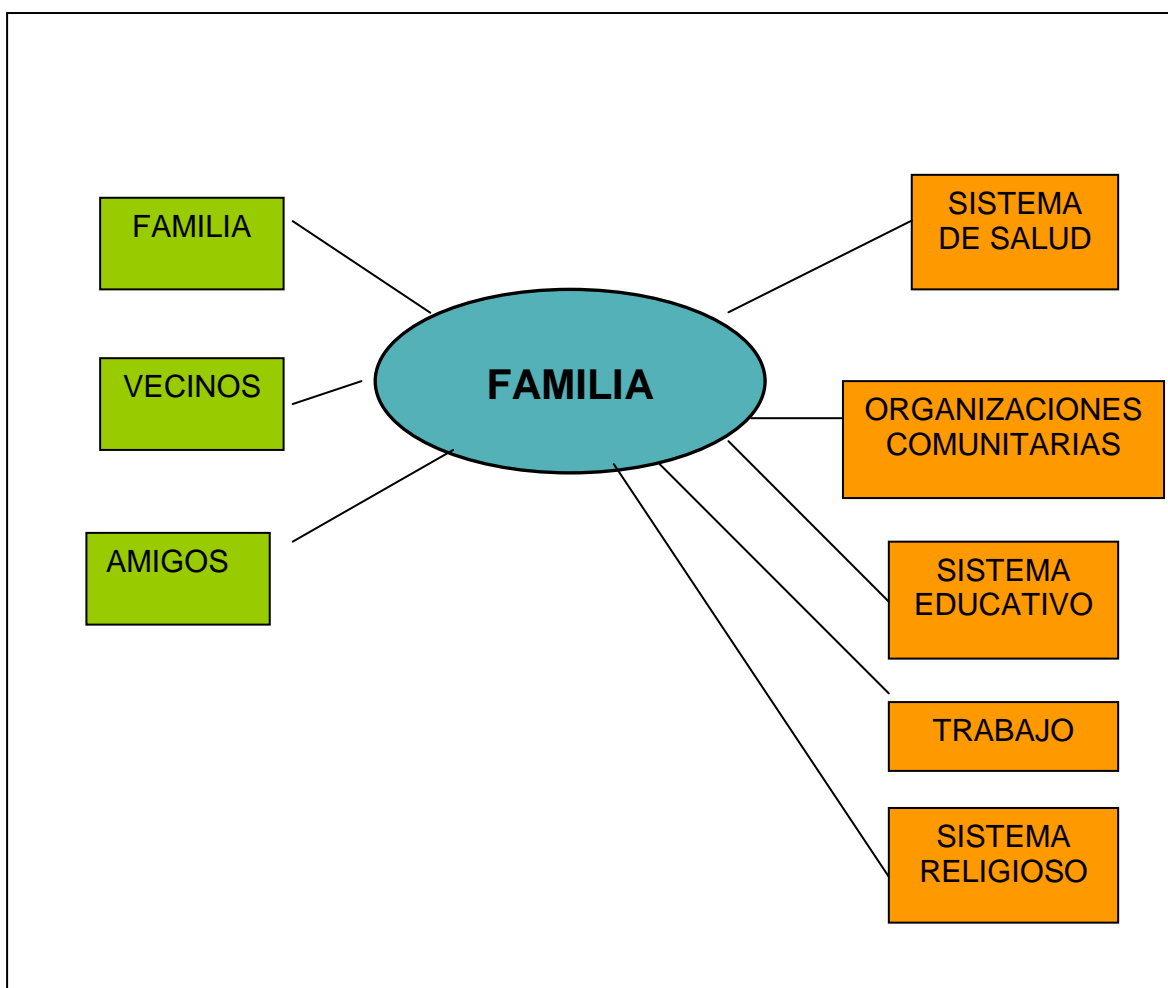 FAMILIA
VECINOS
AMIGOS
FAMILIA
SISTEMA
DE SALUD
ORGANIZACIONES
COMUNITARIAS
SISTEMA
EDUCATIVO
TRABAJO
SISTEMA
RELIGIOSO